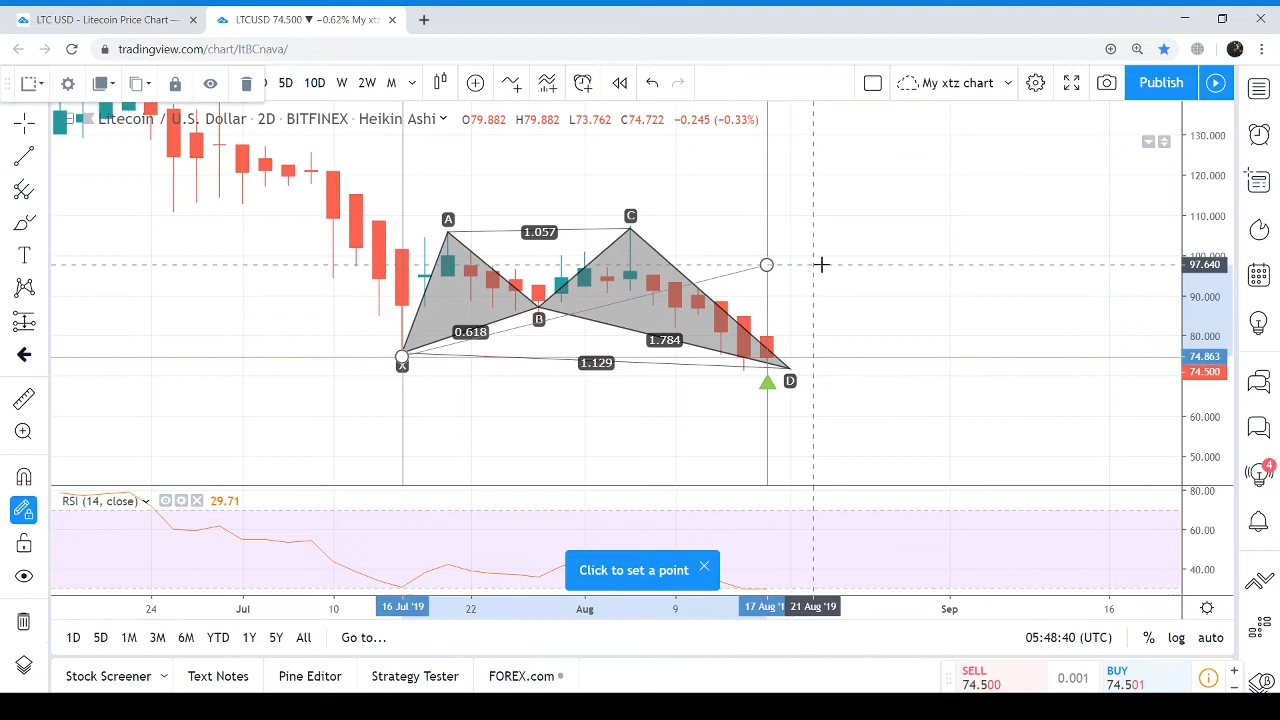 LTC USD - Litecoin Price Chart —
LTCUSD 74.500 ▼ −0.62% My xtz
tradingview.com/chart/ItBCnava/
5D 10D W 2W M
My xtz chart
Publish
Litecoin / U.S. Dollar · 2D · BITFINEX · Heikin Ashi
O79.882 H79.882 L73.762 C74.722 −0.245 (−0.33%)
130.000
120.000
110.000
97.640
90.000
80.000
74.863
74.500
60.000
50.000
A
C
1.057
B
0.618
1.784
X
1.129
D
RSI (14, close) 29.71
80.00
60.00
40.00
Click to set a point
24 Jul 10 16 Jul '19 22 Aug 9 17 Aug '1 21 Aug '19 Sep 16
1D 5D 1M 3M 6M YTD 1Y 5Y All Go to...
05:48:40 (UTC) % log auto
4
Stock Screener Text Notes Pine Editor Strategy Tester FOREX.com
SELL
74.500
0.001
BUY
74.501